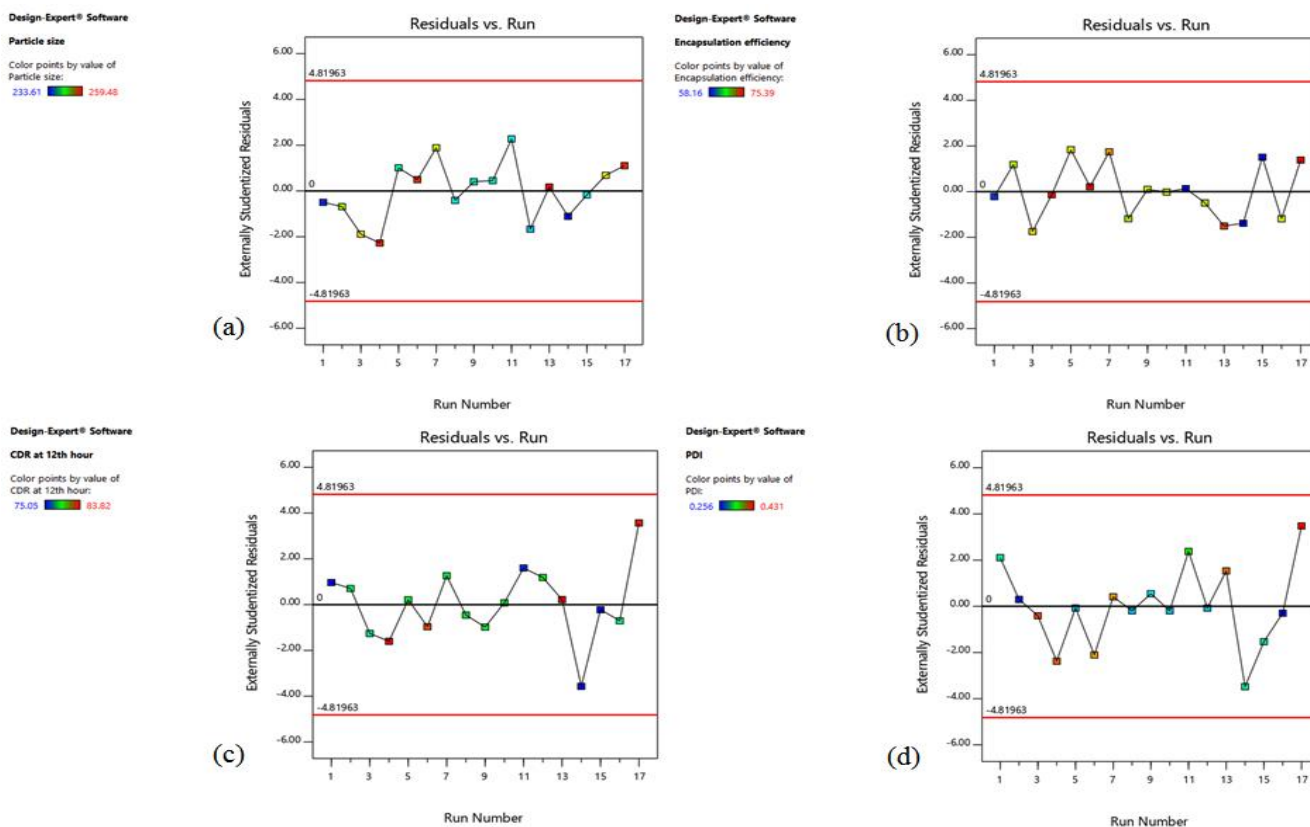 Design-Expert® Software
Particle size
Color points by value of
Particle size:
233.61 259.48
Residuals vs. Run
Externally Studentized Residuals
6.00
4.00
2.00
0.00
-2.00
-4.00
-6.00
4.81963
0
-4.81963
1 3 5 7 9 11 13 15 17
Run Number
(a)
Design-Expert® Software
Encapsulation efficiency
Color points by value of
Encapsulation efficiency:
58.16 75.39
Residuals vs. Run
Externally Studentized Residuals
6.00
4.00
2.00
0.00
-2.00
-4.00
-6.00
4.81963
0
-4.81963
1 3 5 7 9 11 13 15 17
Run Number
(b)
Design-Expert® Software
CDR at 12th hour
Color points by value of
CDR at 12th hour:
75.05 83.82
Residuals vs. Run
Externally Studentized Residuals
6.00
4.00
2.00
0.00
-2.00
-4.00
-6.00
4.81963
0
-4.81963
1 3 5 7 9 11 13 15 17
Run Number
(c)
Design-Expert® Software
PDI
Color points by value of
PDI:
0.256 0.431
Residuals vs. Run
Externally Studentized Residuals
6.00
4.00
2.00
0.00
-2.00
-4.00
-6.00
4.81963
0
-4.81963
1 3 5 7 9 11 13 15 17
Run Number
(d)